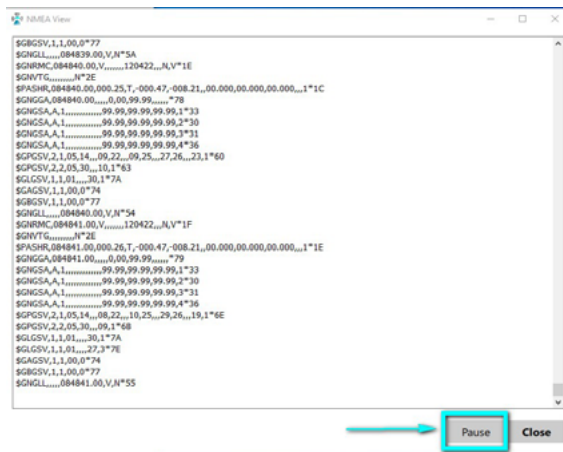 NMEA View
$GBGSV,1,1,00,0*77
$GNGLL,,,,,084839.00,V,N*5A
$GNRMC,084840.00,V,,,,,,,120422,,,N,V*1E
$GNVTG,,,,,,,,,N*2E
$PASHR,084840.00,000.25,T,-000.47,-008.21,,00.000,00.000,00.000,,,1*1C
$GNGGA,084840.00,,,,,0,00,99.99,,,,,,*78
$GNGSA,A,1,,,,,,,,,,,,,99.99,99.99,99.99,1*33
$GNGSA,A,1,,,,,,,,,,,,,99.99,99.99,99.99,2*30
$GNGSA,A,1,,,,,,,,,,,,,99.99,99.99,99.99,3*31
$GNGSA,A,1,,,,,,,,,,,,,99.99,99.99,99.99,4*36
$GPGSV,2,1,05,14,,,09,22,,,09,25,,,27,26,,,23,1*60
$GPGSV,2,2,05,30,,,10,1*63
$GLGSV,1,1,01,,,,30,1*7A
$GAGSV,1,1,00,0*74
$GBGSV,1,1,00,0*77
$GNGLL,,,,,084840.00,V,N*54
$GNRMC,084841.00,V,,,,,,,120422,,,N,V*1F
$GNVTG,,,,,,,,,N*2E
$PASHR,084841.00,000.26,T,-000.47,-008.21,,00.000,00.000,00.000,,,1*1E
$GNGGA,084841.00,,,,,0,00,99.99,,,,,,*79
$GNGSA,A,1,,,,,,,,,,,,,99.99,99.99,99.99,1*33
$GNGSA,A,1,,,,,,,,,,,,,99.99,99.99,99.99,2*30
$GNGSA,A,1,,,,,,,,,,,,,99.99,99.99,99.99,3*31
$GNGSA,A,1,,,,,,,,,,,,,99.99,99.99,99.99,4*36
$GPGSV,2,1,05,14,,,08,22,,,10,25,,,29,26,,,19,1*6E
$GPGSV,2,2,05,30,,,09,1*6B
$GLGSV,1,1,01,,,,30,1*7A
$GLGSV,1,1,01,,,,27,3*7E
$GAGSV,1,1,00,0*74
$GBGSV,1,1,00,0*77
$GNGLL,,,,,084841.00,V,N*55
Pause Close